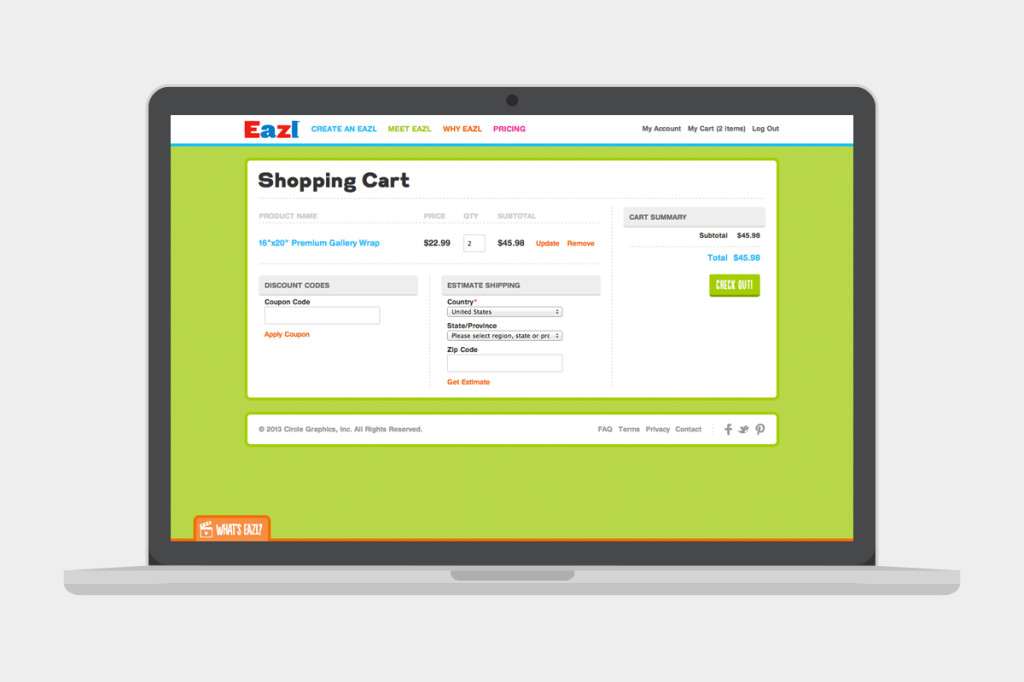 Eazl CREATE AN EAZL MEET EAZL WHY EAZL PRICING My Account My Cart (2 items) Log Out
Shopping Cart
PRODUCT NAME PRICE QTY SUBTOTAL
16"x20" Premium Gallery Wrap $22.99 2 $45.98 Update Remove
CART SUMMARY
Subtotal $45.98
Total $45.98
CHECK OUT!
DISCOUNT CODES
Coupon Code
Apply Coupon
ESTIMATE SHIPPING
Country*
United States
State/Province
Please select region, state or prc
Zip Code
Get Estimate
© 2013 Circle Graphics, Inc. All Rights Reserved. FAQ Terms Privacy Contact
WHAT'S EAZL?